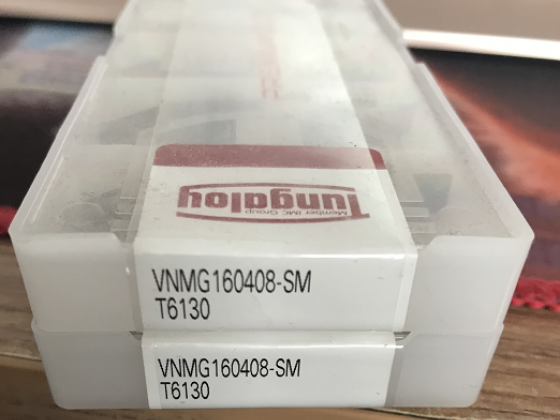 Tungaloy
Member IMC Group
VNMG160408-SM
T6130
VNMG160408-SM
T6130